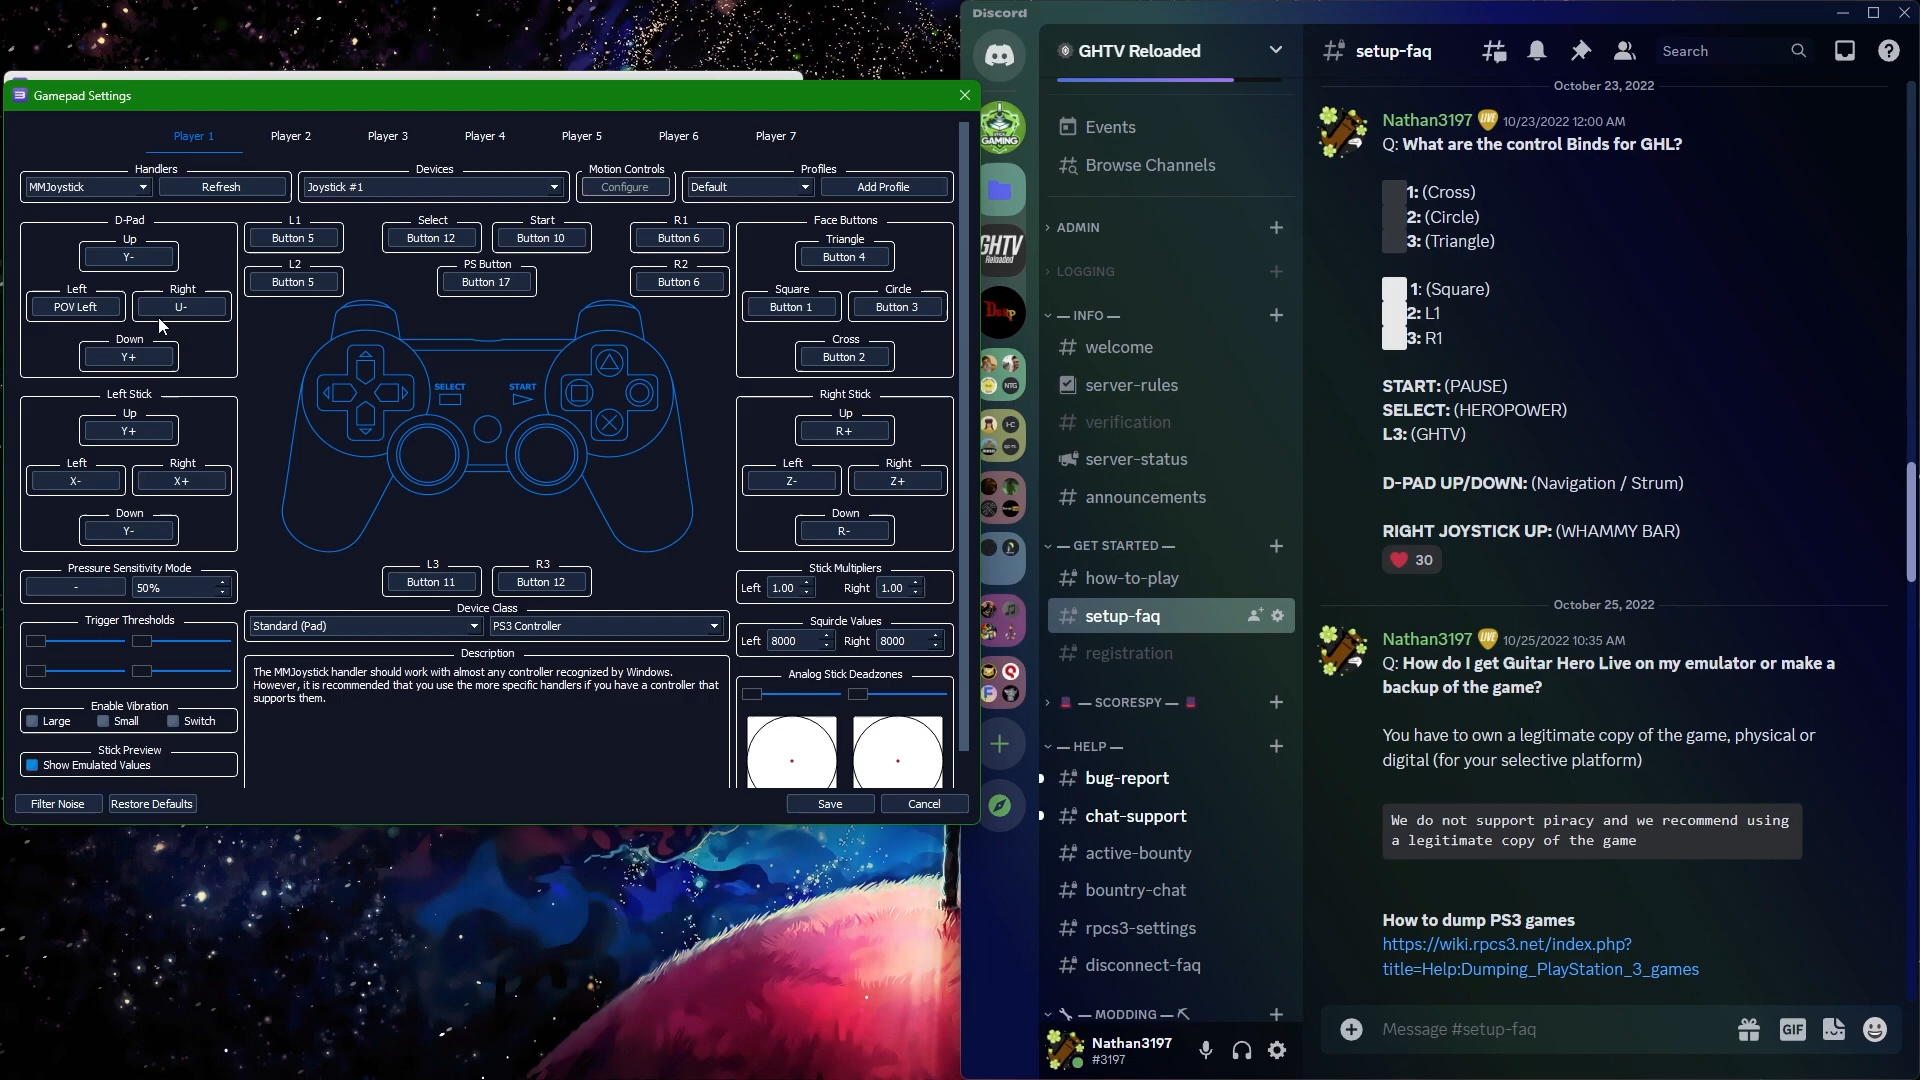 Gamepad Settings
Player 1
Player 2
Player 3
Player 4
Player 5
Player 6
Player 7
Handlers
MMJoystick
Refresh
Devices
Joystick #1
Motion Controls
Configure
Profiles
Default
Add Profile
D-Pad
Up
Y-
Left
POV Left
Right
U-
Down
Y+
L1
Button 5
L2
Button 5
Select
Button 12
Start
Button 10
PS Button
Button 17
R1
Button 6
R2
Button 6
Face Buttons
Triangle
Button 4
Square
Button 1
Circle
Button 3
Cross
Button 2
SELECT
START
Left Stick
Up
Y+
Left
X-
Right
X+
Down
Y-
Right Stick
Up
R+
Left
Z-
Right
Z+
Down
R-
L3
Button 11
R3
Button 12
Pressure Sensitivity Mode
-
50%
Stick Multipliers
Left 1.00 Right 1.00
Device Class
Standard (Pad)
PS3 Controller
Trigger Thresholds
Squircle Values
Left 8000 Right 8000
Description
The MMJoystick handler should work with almost any controller recognized by Windows.
However, it is recommended that you use the more specific handlers if you have a controller that
supports them.
Analog Stick Deadzones
Enable Vibration
Large Small Switch
Stick Preview
Show Emulated Values
Filter Noise
Restore Defaults
Save
Cancel
Discord
GAMING
GHTV
Reloaded
NTG
GHTV Reloaded
Events
Browse Channels
ADMIN
LOGGING
— INFO —
welcome
server-rules
verification
server-status
announcements
— GET STARTED —
how-to-play
setup-faq
registration
— SCORESPY —
— HELP —
bug-report
chat-support
active-bounty
bountry-chat
rpcs3-settings
disconnect-faq
— MODDING —
Nathan3197
#3197
setup-faq
Search
October 23, 2022
Nathan3197 LIVE 10/23/2022 12:00 AM
Q: What are the control Binds for GHL?
1: (Cross)
2: (Circle)
3: (Triangle)
1: (Square)
2: L1
3: R1
START: (PAUSE)
SELECT: (HEROPOWER)
L3: (GHTV)
D-PAD UP/DOWN: (Navigation / Strum)
RIGHT JOYSTICK UP: (WHAMMY BAR)
30
October 25, 2022
Nathan3197 LIVE 10/25/2022 10:35 AM
Q: How do I get Guitar Hero Live on my emulator or make a
backup of the game?
You have to own a legitimate copy of the game, physical or
digital (for your selective platform)
We do not support piracy and we recommend using
a legitimate copy of the game
How to dump PS3 games
https://wiki.rpcs3.net/index.php?
title=Help:Dumping_PlayStation_3_games
Message #setup-faq
GIF